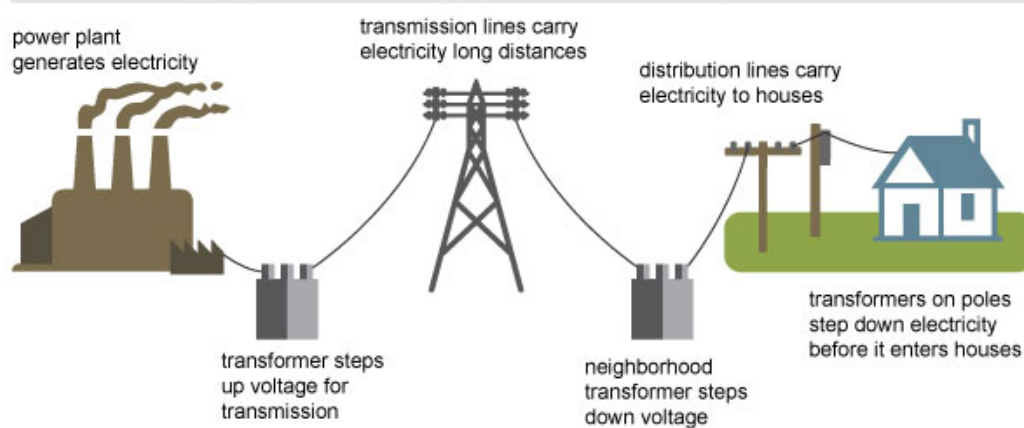 power plant
generates electricity
transmission lines carry
electricity long distances
distribution lines carry
electricity to houses
transformer steps
up voltage for
transmission
neighborhood
transformer steps
down voltage
transformers on poles
step down electricity
before it enters houses